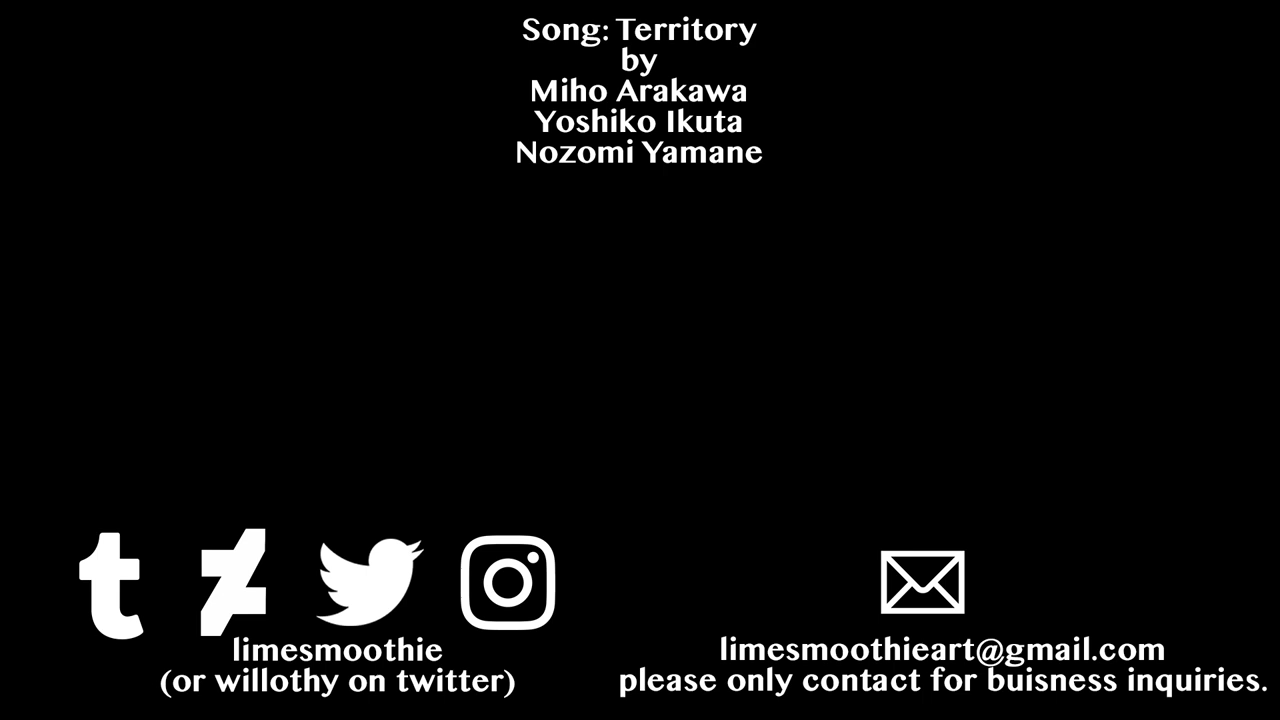 Song: Territory
by
Miho Arakawa
Yoshiko Ikuta
Nozomi Yamane
limesmoothie
(or willothy on twitter)
limesmoothieart@gmail.com
please only contact for buisness inquiries.